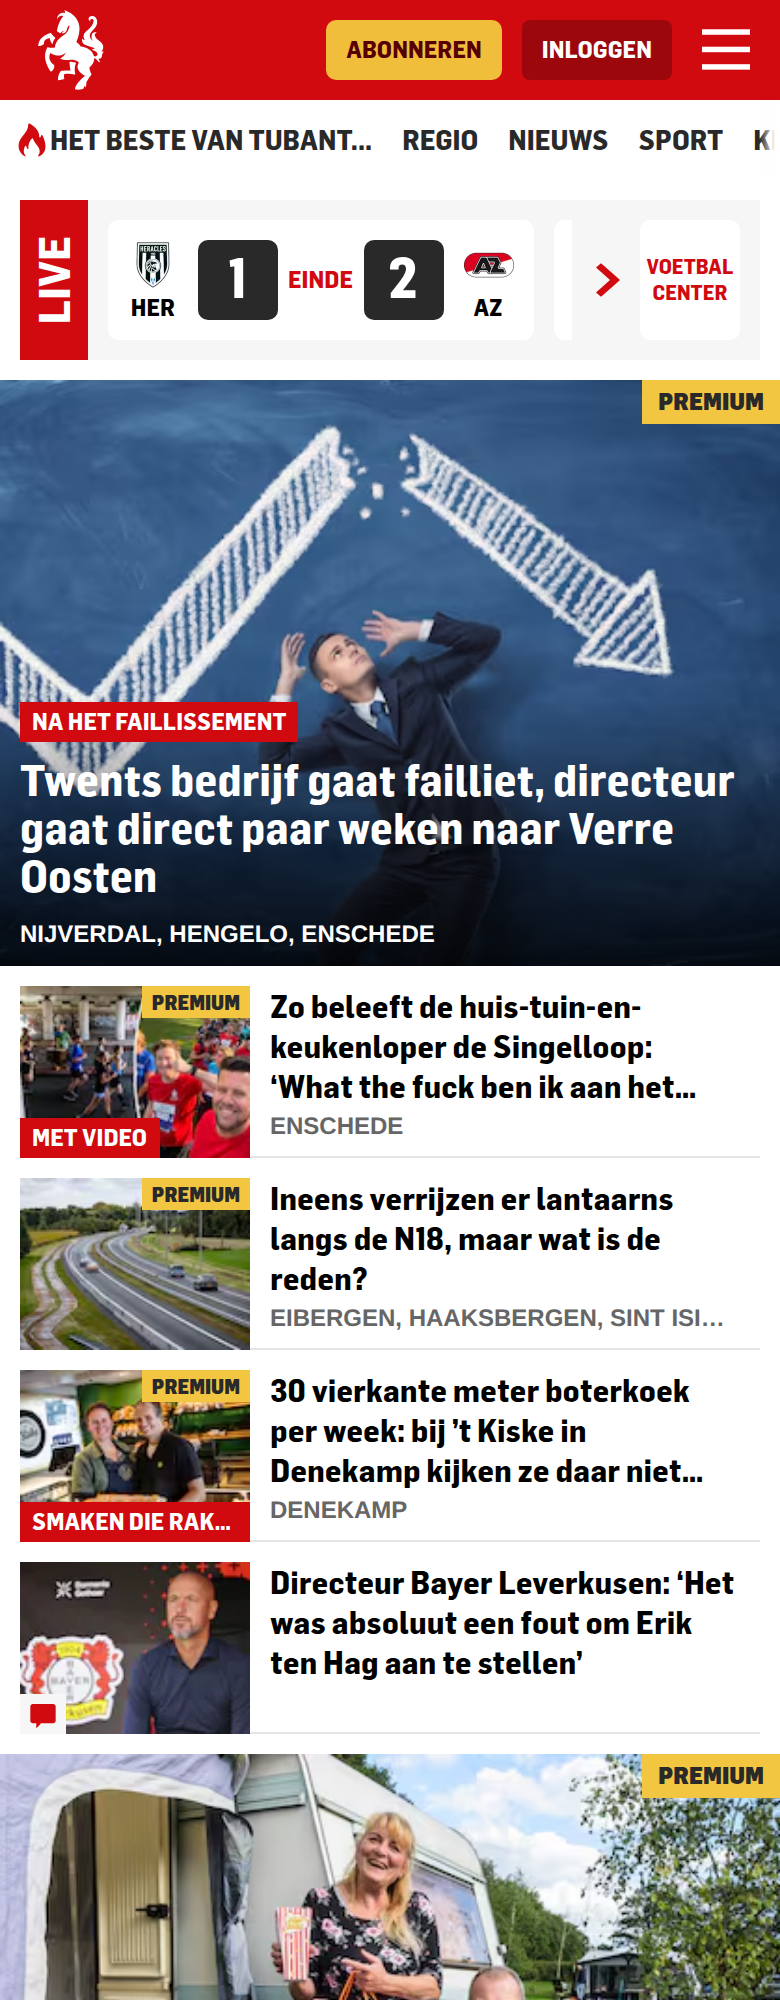 ABONNEREN
INLOGGEN
HET BESTE VAN TUBANT... REGIO NIEUWS SPORT
LIVE
HERACLES
HER
1
EINDE
2
AZ
AZ
VOETBAL
CENTER
PREMIUM
NA HET FAILLISSEMENT
Twents bedrijf gaat failliet, directeur
gaat direct paar weken naar Verre
Oosten
NIJVERDAL, HENGELO, ENSCHEDE
PREMIUM
MET VIDEO
Zo beleeft de huis-tuin-en-
keukenloper de Singelloop:
‘What the fuck ben ik aan het...
ENSCHEDE
PREMIUM
Ineens verrijzen er lantaarns
langs de N18, maar wat is de
reden?
EIBERGEN, HAAKSBERGEN, SINT ISI...
PREMIUM
SMAKEN DIE RAK...
30 vierkante meter boterkoek
per week: bij ’t Kiske in
Denekamp kijken ze daar niet...
DENEKAMP
1904
BAYER
Directeur Bayer Leverkusen: ‘Het
was absoluut een fout om Erik
ten Hag aan te stellen’
PREMIUM